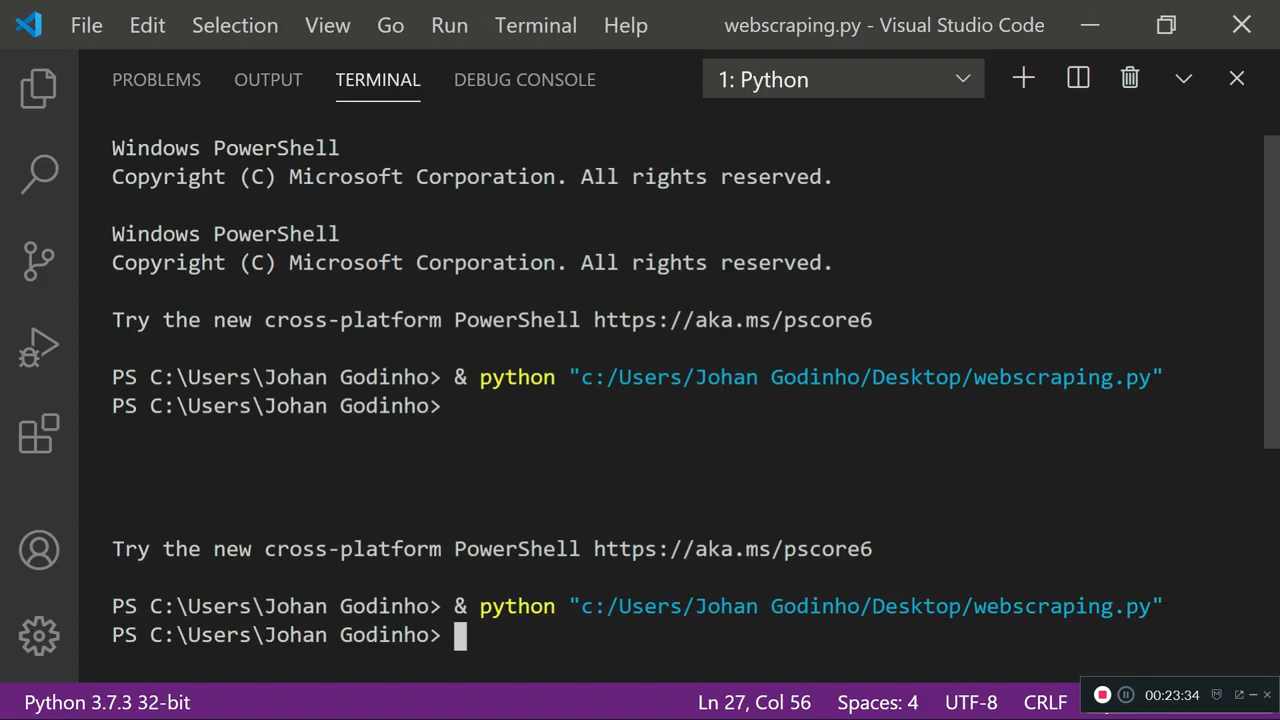 File Edit Selection View Go Run Terminal Help webscraping.py - Visual Studio Code
PROBLEMS OUTPUT TERMINAL DEBUG CONSOLE 1: Python
Windows PowerShell
Copyright (C) Microsoft Corporation. All rights reserved.
Windows PowerShell
Copyright (C) Microsoft Corporation. All rights reserved.
Try the new cross-platform PowerShell https://aka.ms/pscore6
PS C:\Users\Johan Godinho> & python "c:/Users/Johan Godinho/Desktop/webscraping.py"
PS C:\Users\Johan Godinho>
Try the new cross-platform PowerShell https://aka.ms/pscore6
PS C:\Users\Johan Godinho> & python "c:/Users/Johan Godinho/Desktop/webscraping.py"
PS C:\Users\Johan Godinho>
Python 3.7.3 32-bit Ln 27, Col 56 Spaces: 4 UTF-8 CRLF 00:23:34